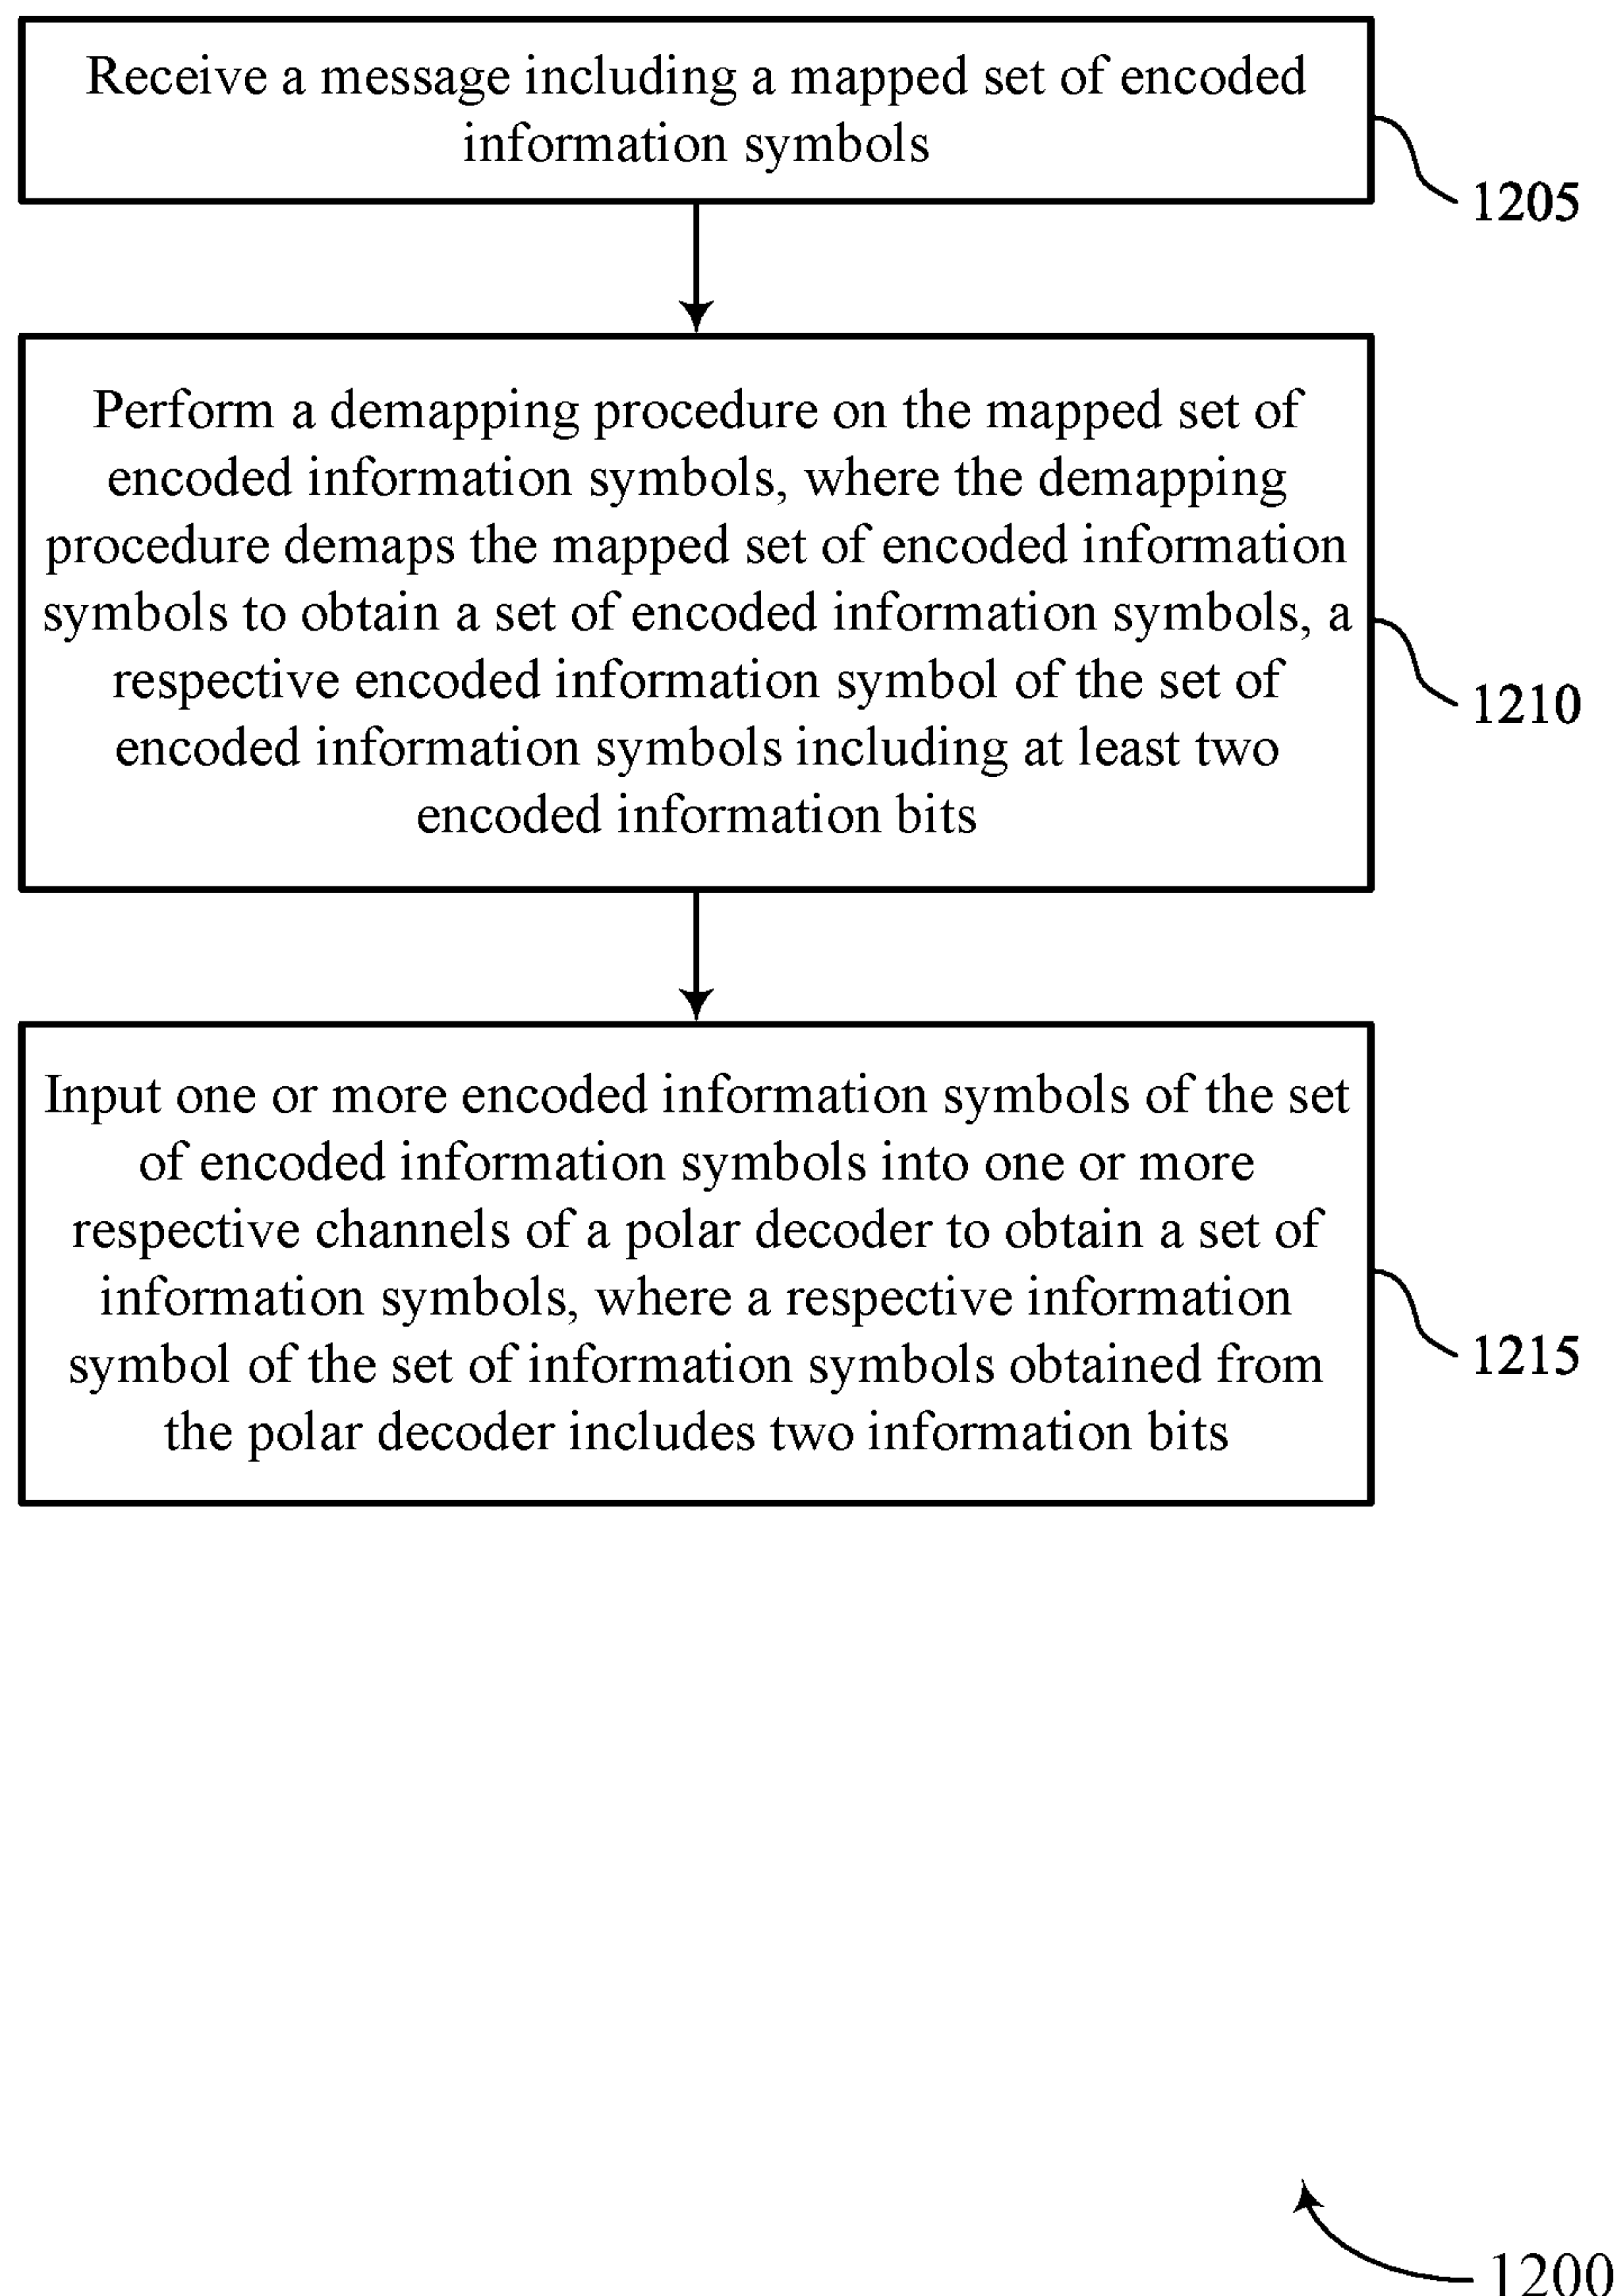 Receive a message including a mapped set of encoded
information symbols
1205
Perform a demapping procedure on the mapped set of
encoded information symbols, where the demapping
procedure demaps the mapped set of encoded information
symbols to obtain a set of encoded information symbols, a
respective encoded information symbol of the set of
encoded information symbols including at least two
encoded information bits
1210
Input one or more encoded information symbols of the set
of encoded information symbols into one or more
respective channels of a polar decoder to obtain a set of
information symbols, where a respective information
symbol of the set of information symbols obtained from
the polar decoder includes two information bits
1215
1200